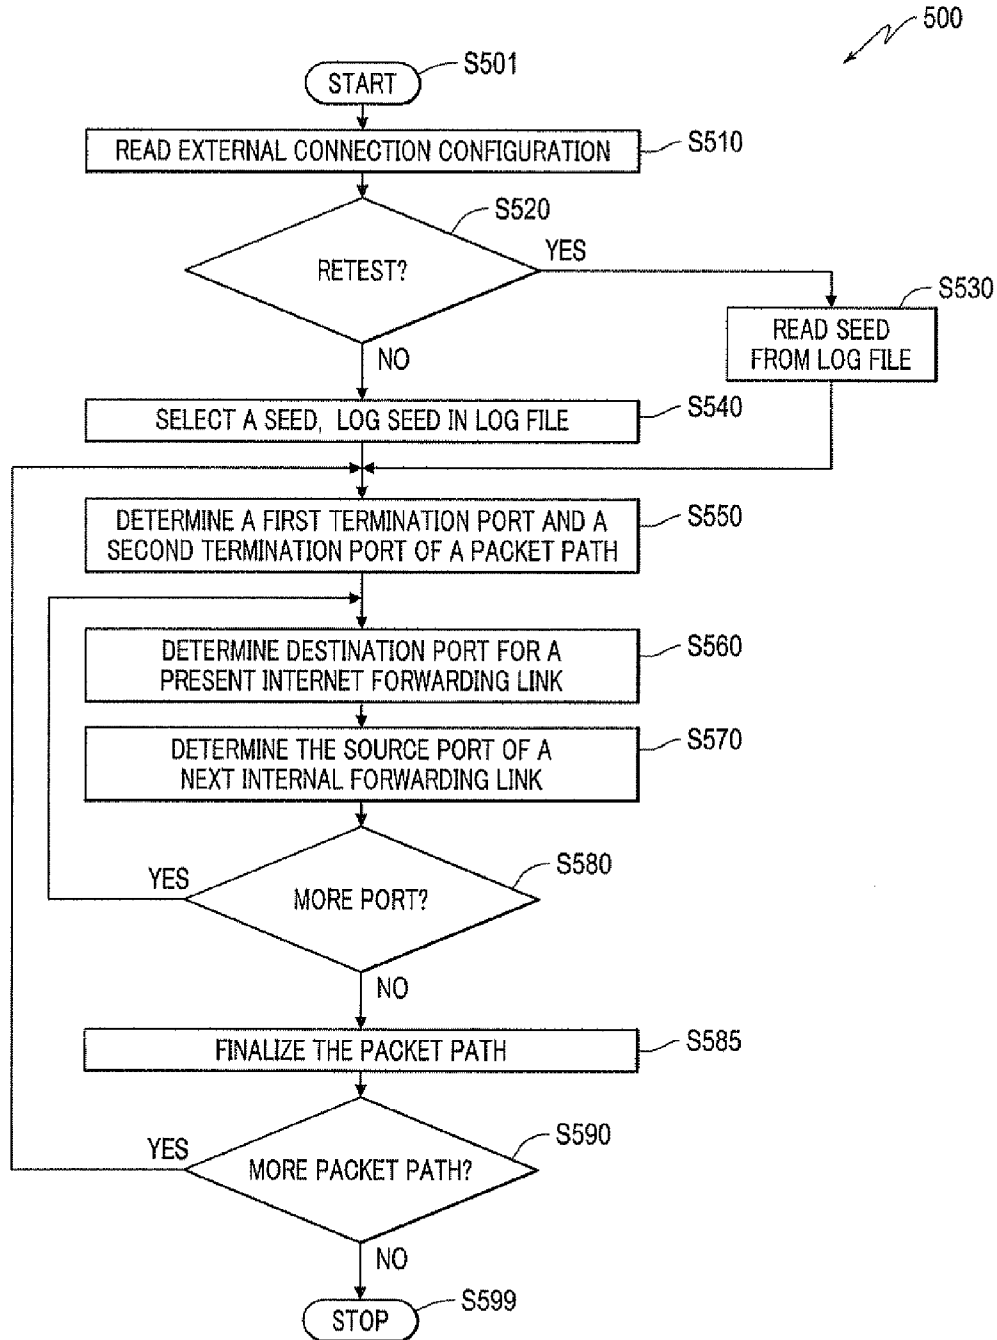 500
START
S501
READ EXTERNAL CONNECTION CONFIGURATION
S510
S520
RETEST?
YES
NO
S530
READ SEED
FROM LOG FILE
SELECT A SEED, LOG SEED IN LOG FILE
S540
DETERMINE A FIRST TERMINATION PORT AND A
SECOND TERMINATION PORT OF A PACKET PATH
S550
DETERMINE DESTINATION PORT FOR A
PRESENT INTERNET FORWARDING LINK
S560
DETERMINE THE SOURCE PORT OF A
NEXT INTERNAL FORWARDING LINK
S570
YES
MORE PORT?
S580
NO
FINALIZE THE PACKET PATH
S585
YES
MORE PACKET PATH?
S590
NO
STOP
S599